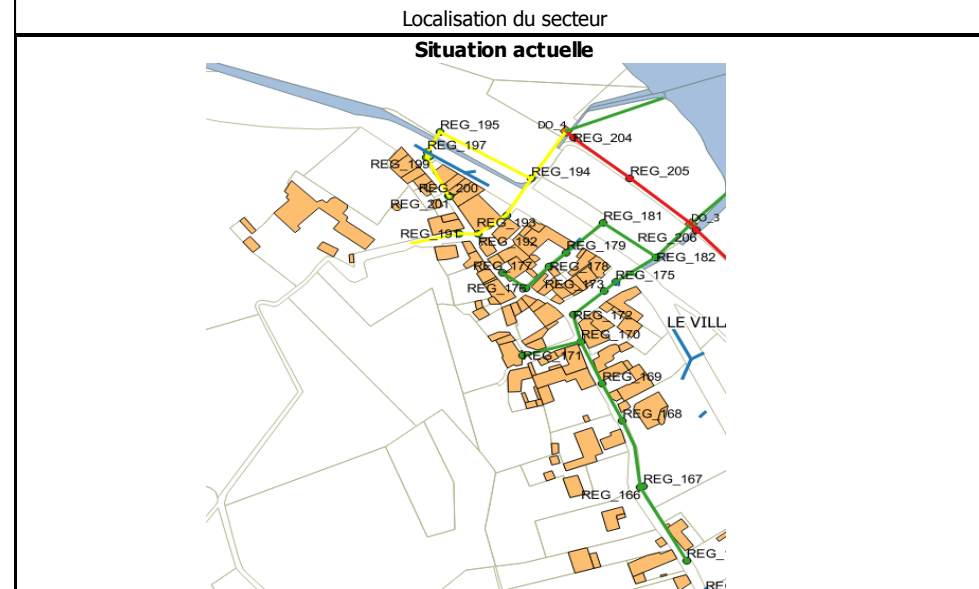 Localisation du secteur
Situation actuelle
REG_195
DO_4
REG_204
REG_197
REG_199
REG_194
REG_205
REG_200
REG_201
REG_193
REG_181
DO_3
REG_191
REG_192
REG_179
REG_206
REG_182
REG_177
REG_178
REG_175
REG_176
REG_173
REG_172
LE VILLA
REG_170
REG_171
REG_169
REG_168
REG_167
REG_166